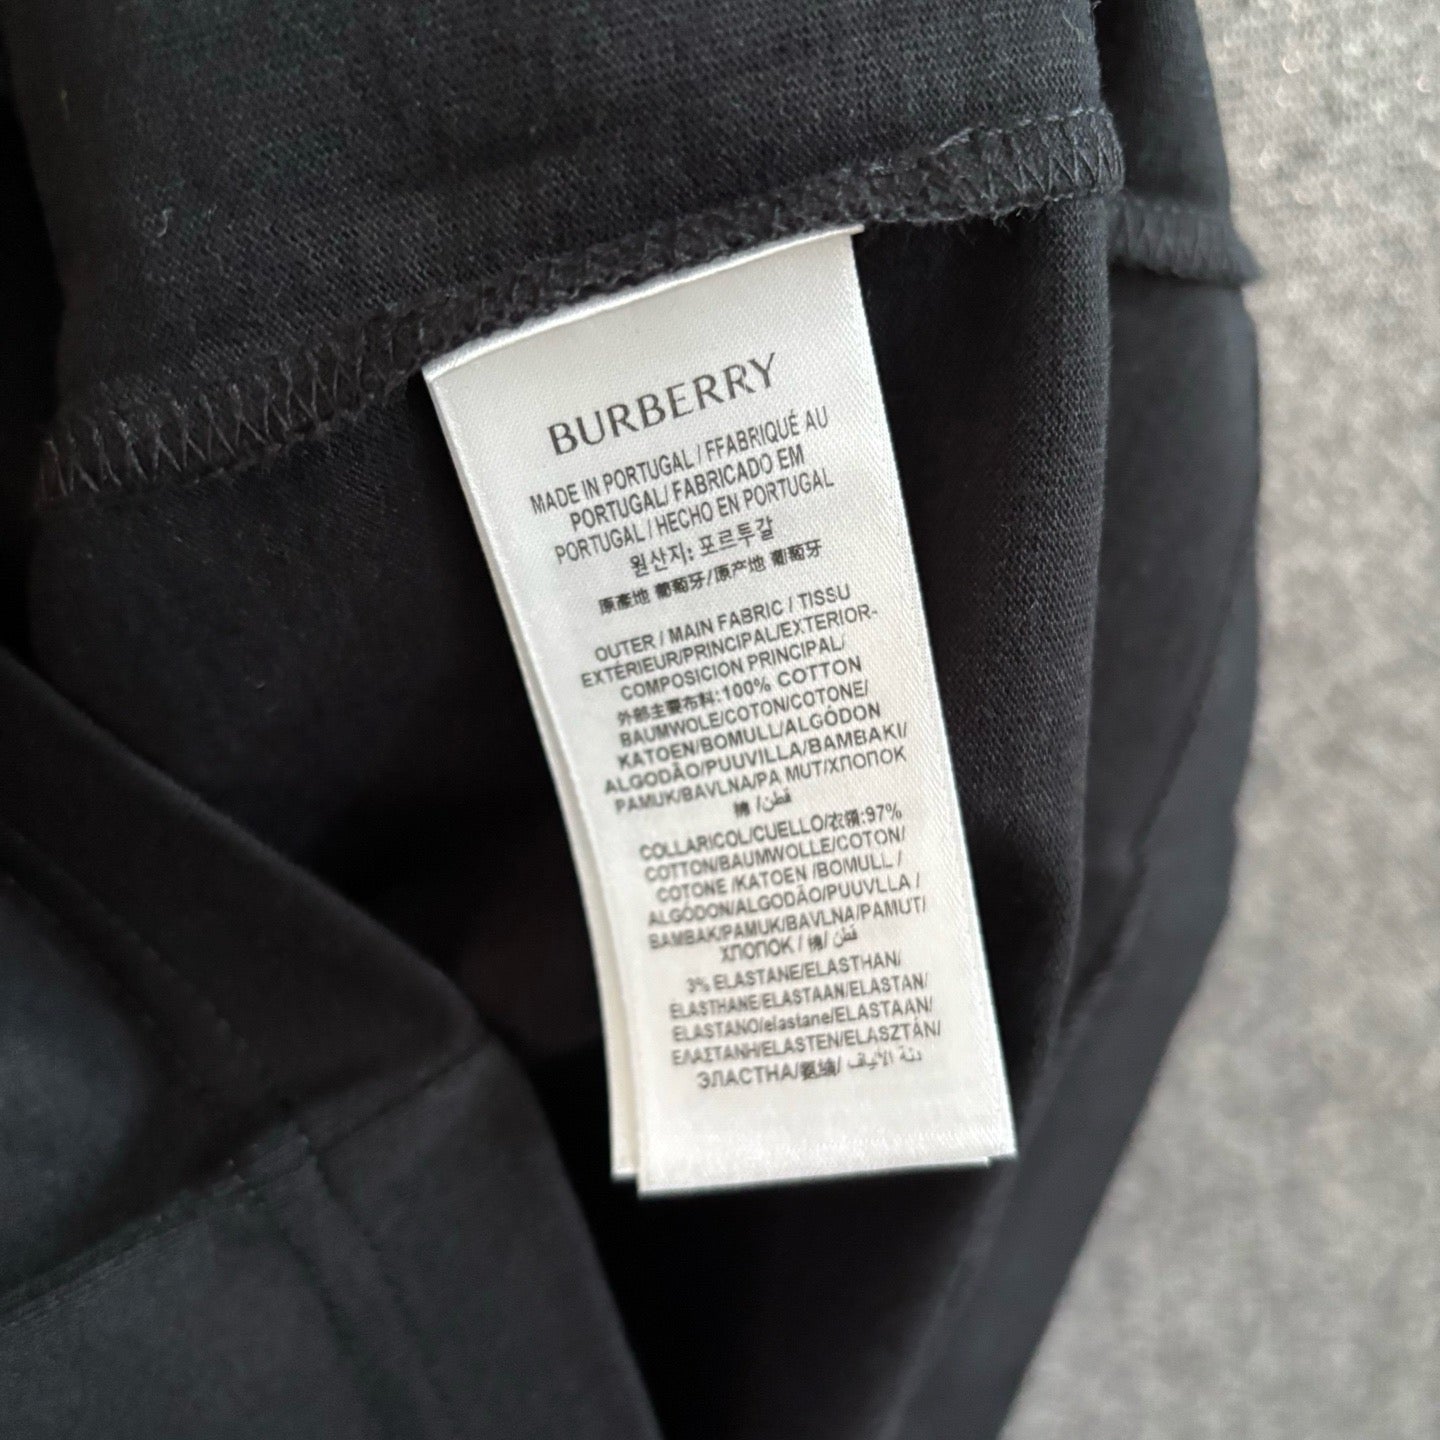 BURBERRY
MADE IN PORTUGAL / FFABRIQUÉ AU
PORTUGAL/ FABRICADO EM
PORTUGAL / HECHO EN PORTUGAL
원산지: 포르투갈
原產地 葡萄牙/原产地 葡萄牙
OUTER / MAIN FABRIC / TISSU
EXTÉRIEUR/PRINCIPAL/EXTERIOR-
COMPOSICION PRINCIPAL/
外部主要布料:100% COTTON
BAUMWOLE/COTON/COTONE/
KATOEN/BOMULL/ALGÓDON
ALGODÃO/PUUVILLA/BAMBAKI/
PAMUK/BAVLNA/PA MUT/ХЛОПОК
棉 /قطن/
COLLARICOL/CUELLO/衣領:97%
COTTON/BAUMWOLLE/COTON/
COTONE /KATOEN /BOMULL /
ALGÓDON/ALGODÃO/PUUVLLA /
BAMBAK/PAMUK/BAVLNA/PAMUT/
ХЛОПОК / 棉/ قطن
3% ELASTANE/ELASTHAN/
ÉLASTHANE/ELASTAAN/ELASTAN/
ELASTANO/elastane/ELASTAAN/
ΕΛΑΣΤΑΝΗ/ELASTEN/ELASZTÁN/
ЭЛАСТНА/氨綸/